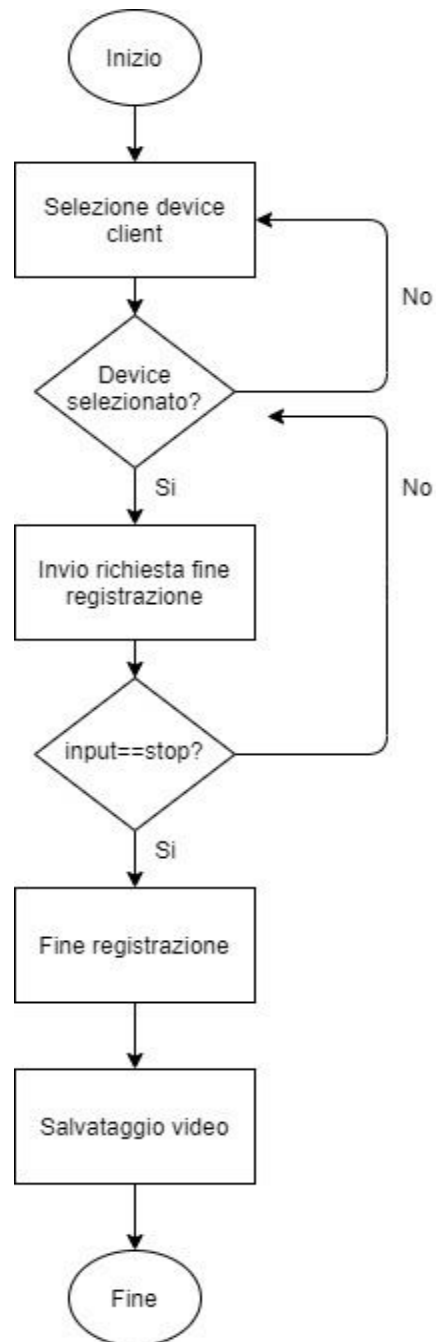 Inizio
Selezione device
client
No
Device
selezionato?
Si
No
Invio richiesta fine
registrazione
input==stop?
Si
Fine registrazione
Salvataggio video
Fine